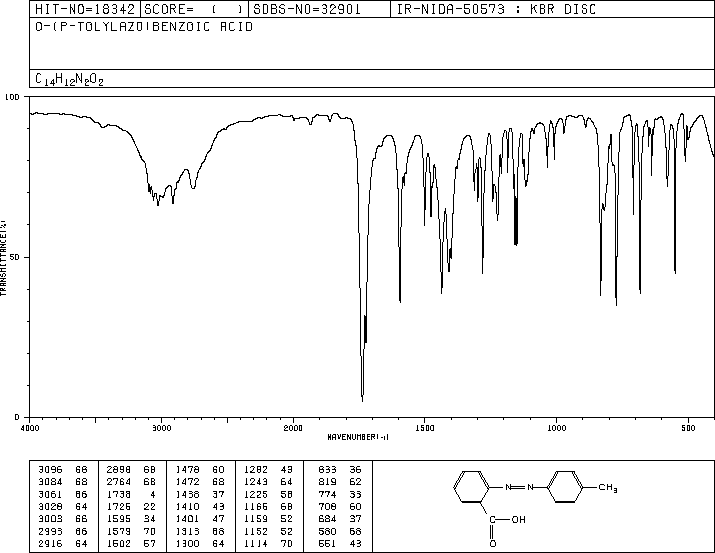 HIT-NO=18342 SCORE= ( ) SDBS-NO=32901 IR-NIDA-50573 : KBR DISC
O-(P-TOLYLAZO)BENZOIC ACID
C14H12N2O2
100
50
0
TRANSMITTANCE(%)
4000 3000 2000 1500 1000 500
WAVENUMBER(-1)
3096 66 2898 68 1478 60 1282 43 833 36
3084 68 2764 68 1472 68 1243 64 819 62
3061 66 1738 4 1438 37 1225 58 774 33
3028 64 1726 22 1410 43 1166 68 708 60
3003 66 1595 34 1401 47 1159 52 684 37
2993 66 1579 70 1313 68 1152 52 580 68
2916 64 1502 57 1300 64 1114 70 551 43
N=N CH3
C-OH
O